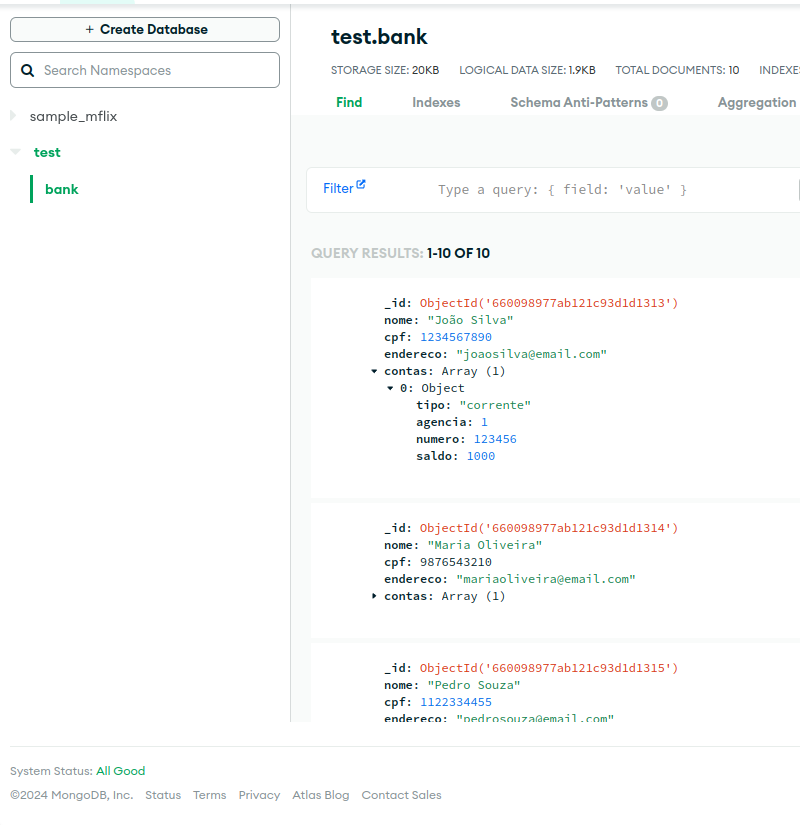 + Create Database
Search Namespaces
sample_mflix
test
bank
test.bank
STORAGE SIZE: 20KB LOGICAL DATA SIZE: 1.9KB TOTAL DOCUMENTS: 10 INDEXES
Find Indexes Schema Anti-Patterns 0 Aggregation
Filter Type a query: { field: 'value' }
QUERY RESULTS: 1-10 OF 10
_id: ObjectId('660098977ab121c93d1d1313')
nome: "João Silva"
cpf: 1234567890
endereco: "joaosilva@email.com"
contas: Array (1)
0: Object
tipo: "corrente"
agencia: 1
numero: 123456
saldo: 1000
_id: ObjectId('660098977ab121c93d1d1314')
nome: "Maria Oliveira"
cpf: 9876543210
endereco: "mariaoliveira@email.com"
contas: Array (1)
_id: ObjectId('660098977ab121c93d1d1315')
nome: "Pedro Souza"
cpf: 1122334455
endereco: "pedrosouza@email.com"
System Status: All Good
©2024 MongoDB, Inc. Status Terms Privacy Atlas Blog Contact Sales